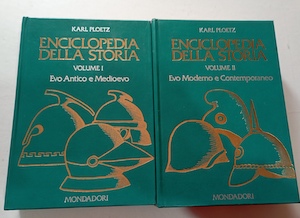 KARL PLOETZ
ENCICLOPEDIA
DELLA STORIA
VOLUME I
Evo Antico e Medioevo
MONDADORI
KARL PLOETZ
ENCICLOPEDIA
DELLA STORIA
VOLUME II
Evo Moderno e Contemporaneo
MONDADORI